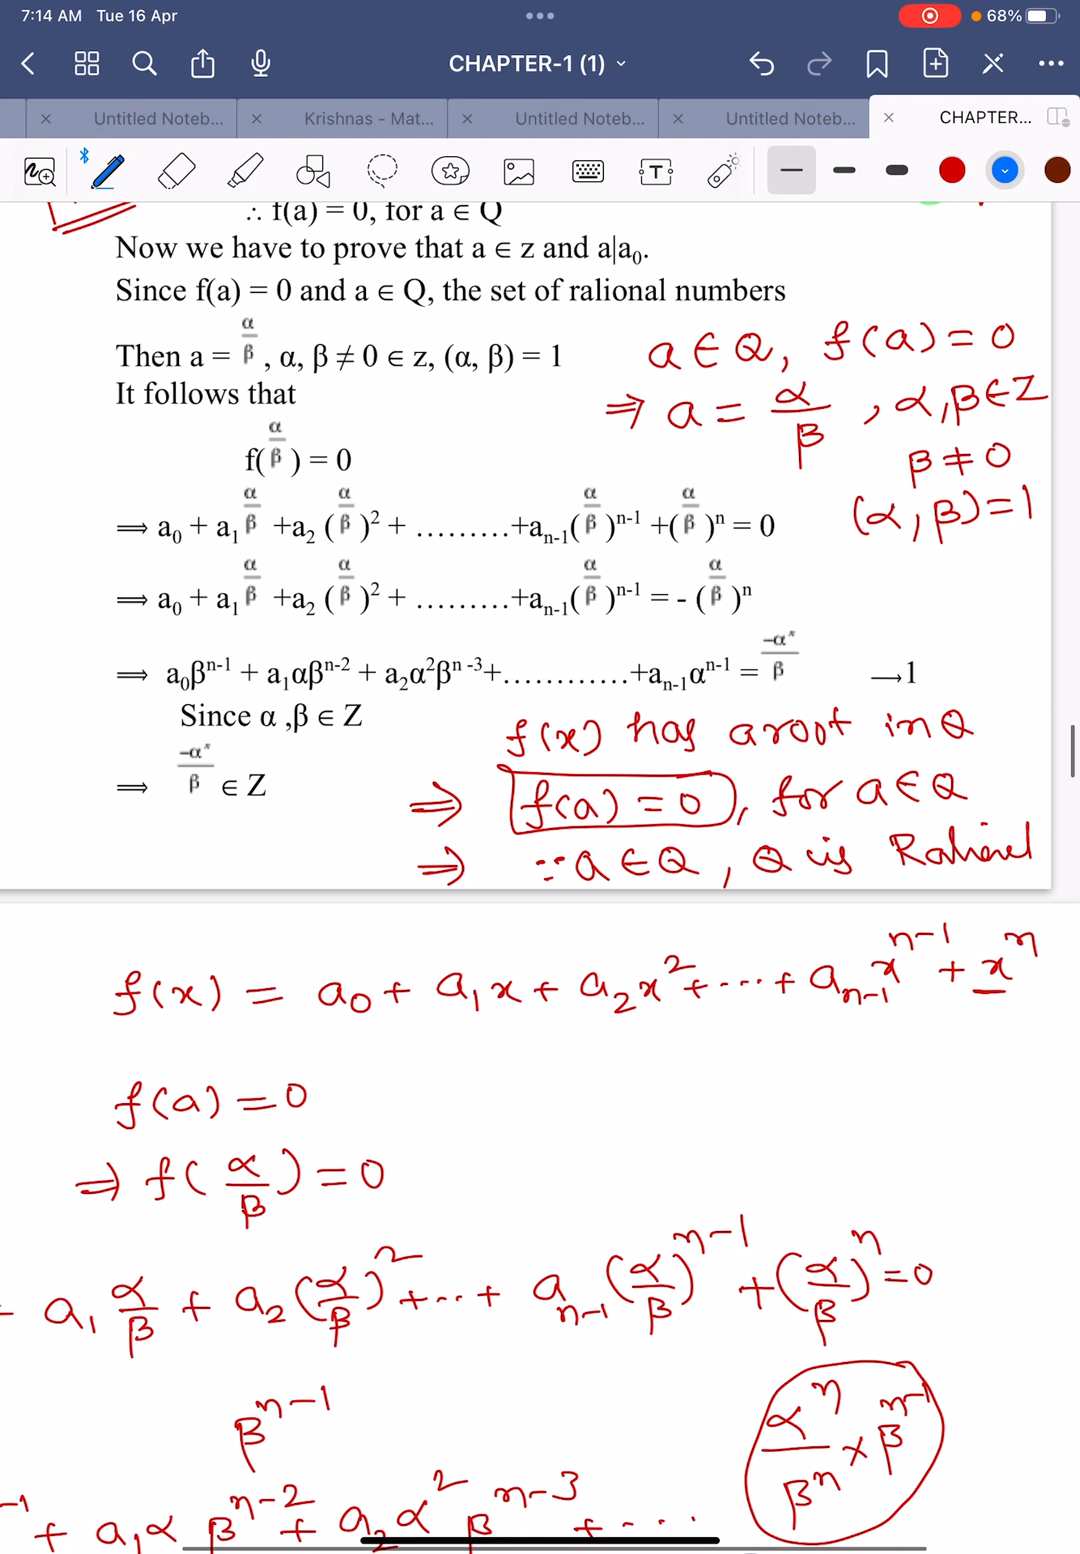 7:14 AM Tue 16 Apr
68%
CHAPTER-1 (1)
Untitled Noteb...
Krishnas - Mat...
Untitled Noteb...
Untitled Noteb...
CHAPTER...
∴ f(a) = 0, for a ∈ Q
Now we have to prove that a ∈ z and a|a₀.
Since f(a) = 0 and a ∈ Q, the set of ralional numbers
Then a = α/β , α, β ≠ 0 ∈ z, (α, β) = 1
a ∈ Q, f(a) = 0
It follows that
⇒ a = α/β , α,β ∈ Z
β ≠ 0
f(α/β) = 0
(α, β) = 1
⟹ a₀ + a₁ α/β +a₂ (α/β)² + .........+aₙ₋₁(α/β)ⁿ⁻¹ +(α/β)ⁿ = 0
⟹ a₀ + a₁ α/β +a₂ (α/β)² + .........+aₙ₋₁(α/β)ⁿ⁻¹ = - (α/β)ⁿ
⟹ a₀βⁿ⁻¹ + a₁αβⁿ⁻² + a₂α²βⁿ⁻³+............+aₙ₋₁αⁿ⁻¹ = −αⁿ/β → 1
Since α ,β ∈ Z
⟹ −αⁿ/β ∈ Z
f(x) has a root in Q
⇒ f(a) = 0, for a ∈ Q
⇒ ∵ a ∈ Q, Q is Rational
f(x) = a₀ + a₁x + a₂x² + ... + aₙ₋₁xⁿ⁻¹ + xⁿ
f(a) = 0
⇒ f(α/β) = 0
a₁ α/β + a₂ (α/β)² + ... + aₙ₋₁ (α/β)ⁿ⁻¹ + (α/β)ⁿ = 0
βⁿ⁻¹
αⁿ/βⁿ × βⁿ⁻¹
⁻¹ + a₁α βⁿ⁻² + a₂α² βⁿ⁻³ + ...